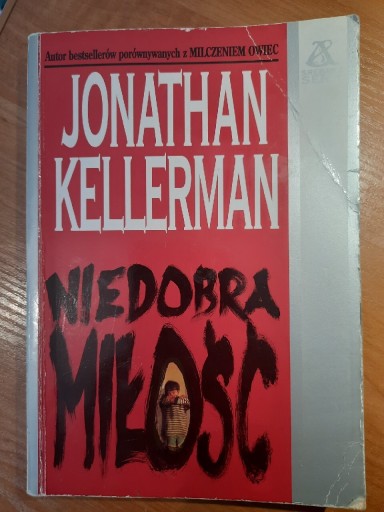 Autor bestsellerów porównywanych z MILCZENIEM OWIEC
JONATHAN
KELLERMAN
NIEDOBRA
MIŁOŚĆ